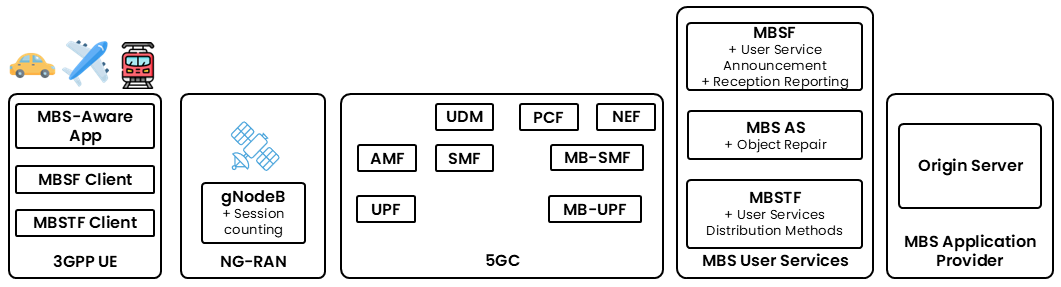 MBS-Aware
App
MBSF Client
MBSTF Client
3GPP UE
gNodeB
+ Session
counting
NG-RAN
UDM
PCF
NEF
AMF
SMF
MB-SMF
UPF
MB-UPF
5GC
MBSF
+ User Service
Announcement
+ Reception Reporting
MBS AS
+ Object Repair
MBSTF
+ User Services
Distribution Methods
MBS User Services
Origin Server
MBS Application
Provider